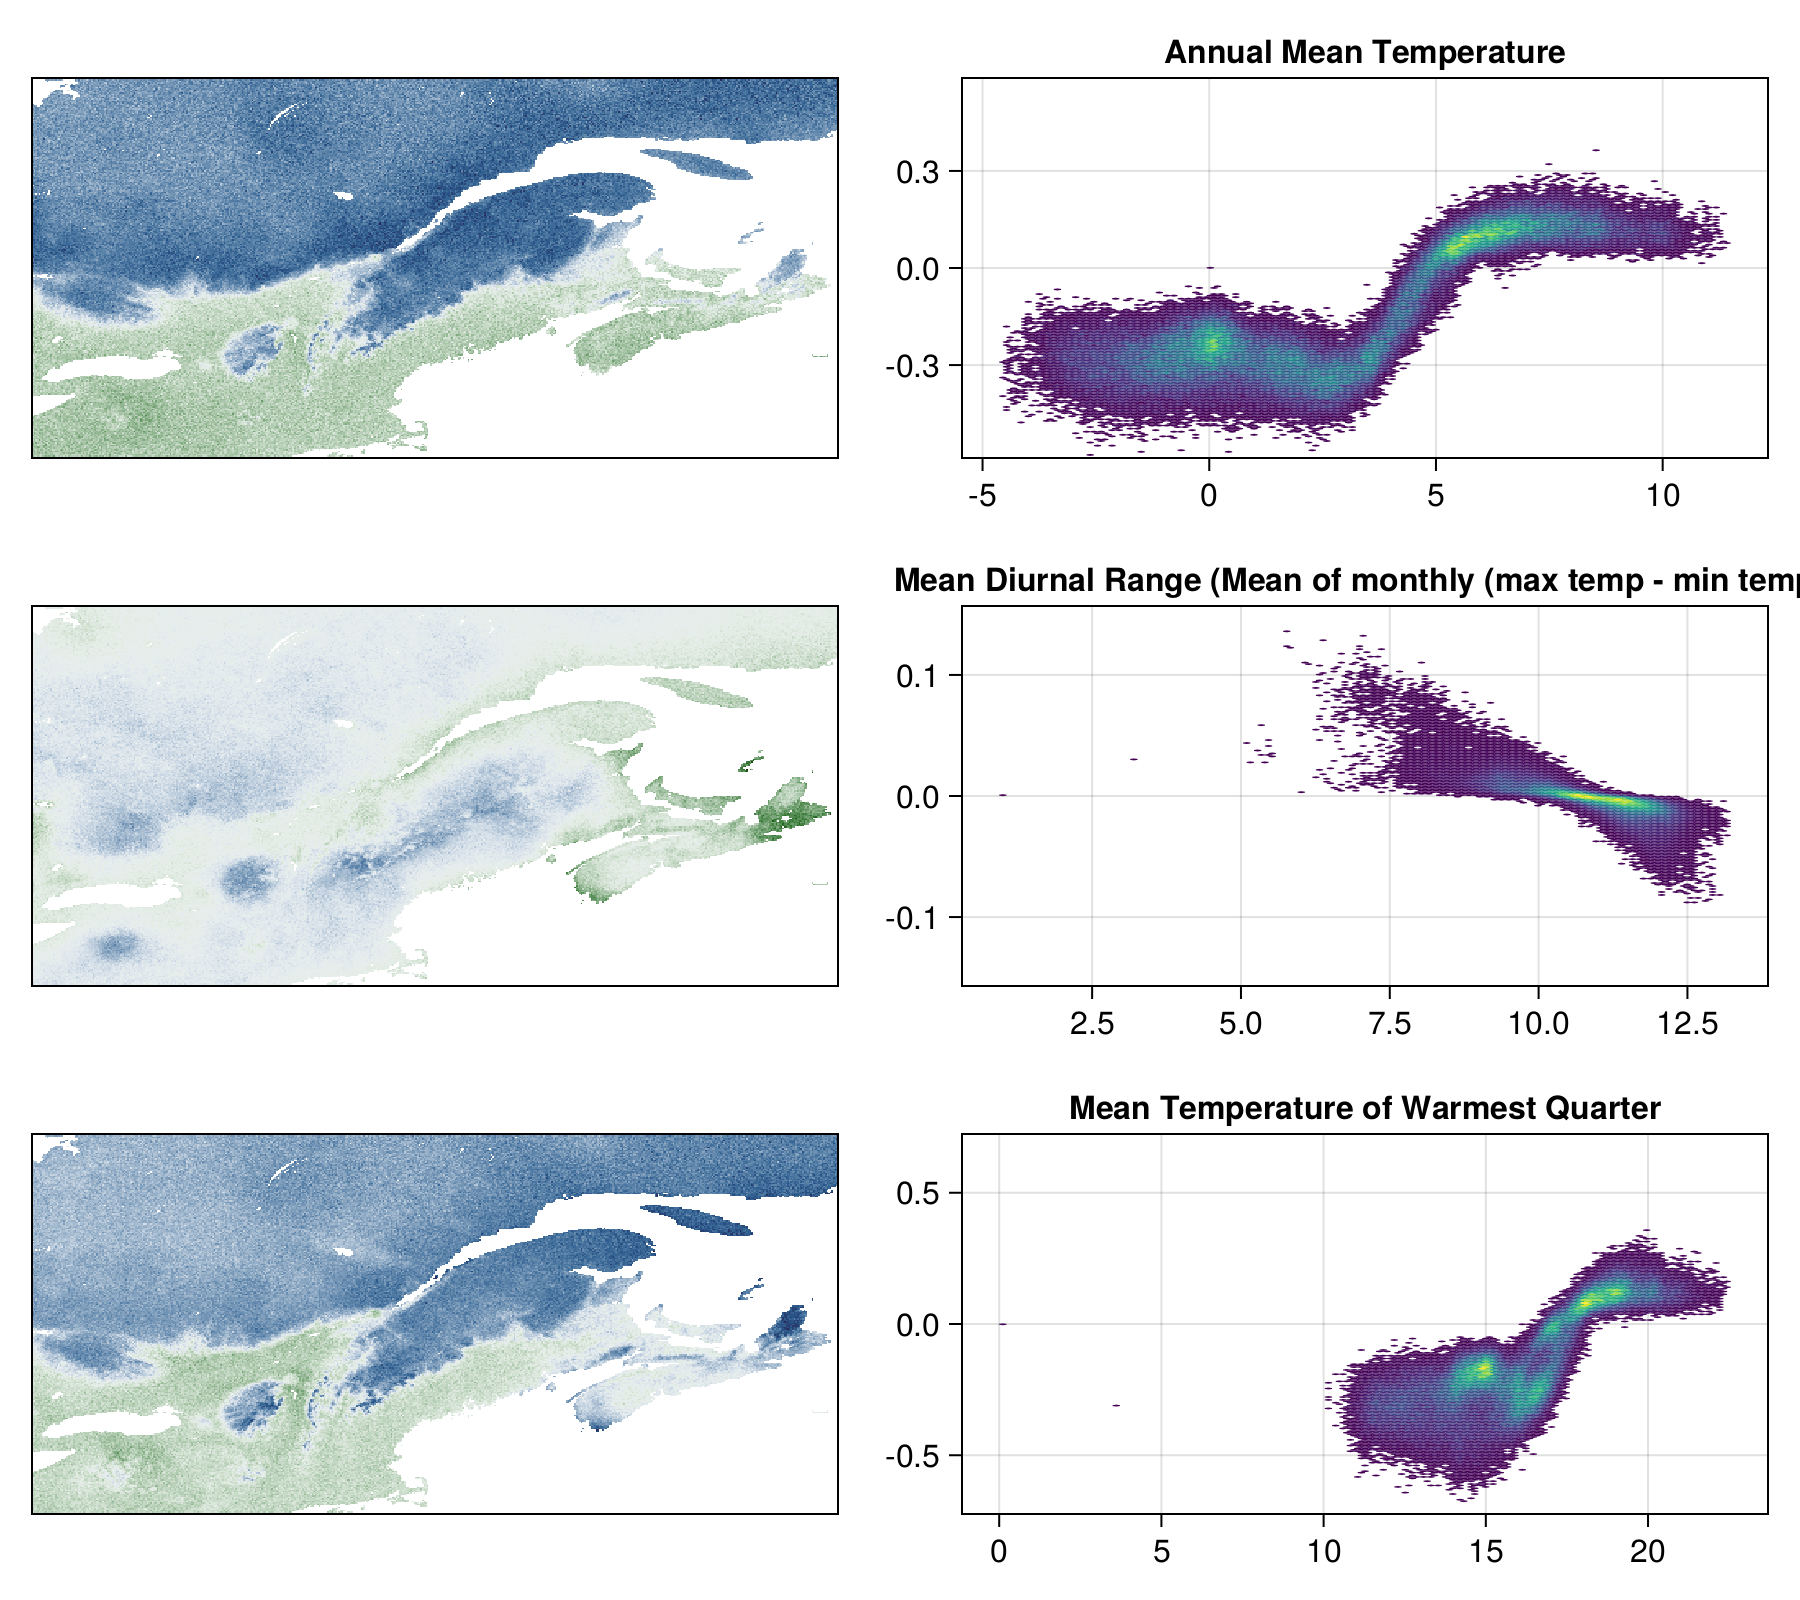 Annual Mean Temperature
0.3
0.0
-0.3
-5 0 5 10
Mean Diurnal Range (Mean of monthly (max temp - min temp
0.1
0.0
-0.1
2.5 5.0 7.5 10.0 12.5
Mean Temperature of Warmest Quarter
0.5
0.0
-0.5
0 5 10 15 20